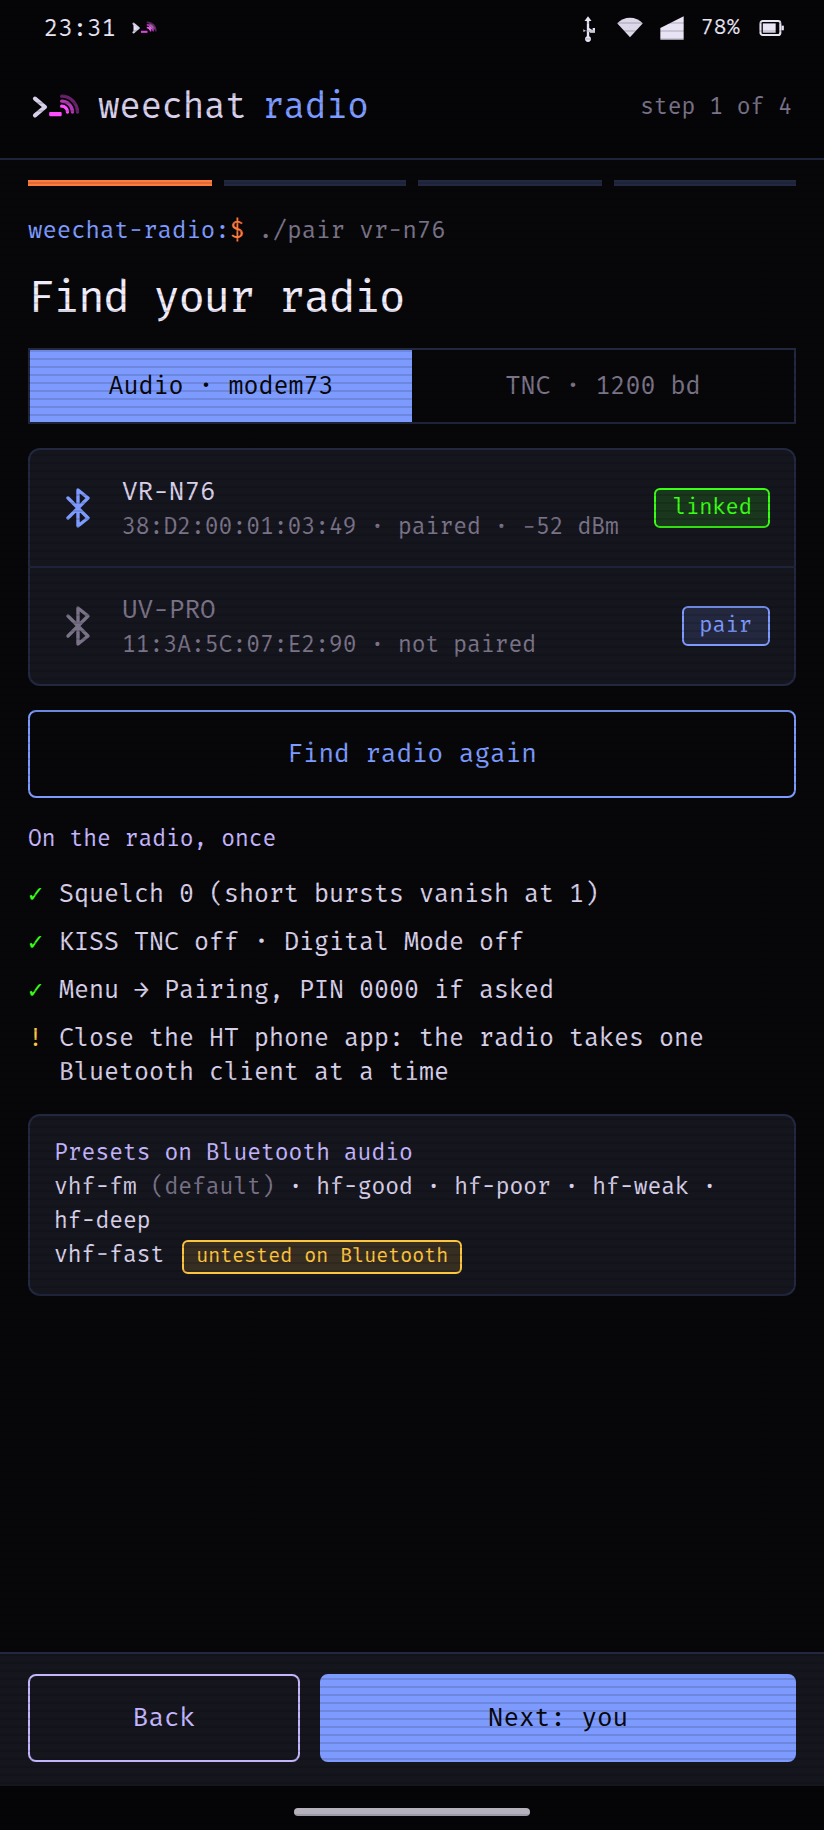 23:31
78%
weechat radio
step 1 of 4
weechat-radio:$ ./pair vr-n76
Find your radio
Audio · modem73
TNC · 1200 bd
VR-N76
38:D2:00:01:03:49 · paired · -52 dBm
linked
UV-PRO
11:3A:5C:07:E2:90 · not paired
pair
Find radio again
On the radio, once
✓ Squelch 0 (short bursts vanish at 1)
✓ KISS TNC off · Digital Mode off
✓ Menu → Pairing, PIN 0000 if asked
! Close the HT phone app: the radio takes one
Bluetooth client at a time
Presets on Bluetooth audio
vhf-fm (default) · hf-good · hf-poor · hf-weak ·
hf-deep
vhf-fast untested on Bluetooth
Back
Next: you